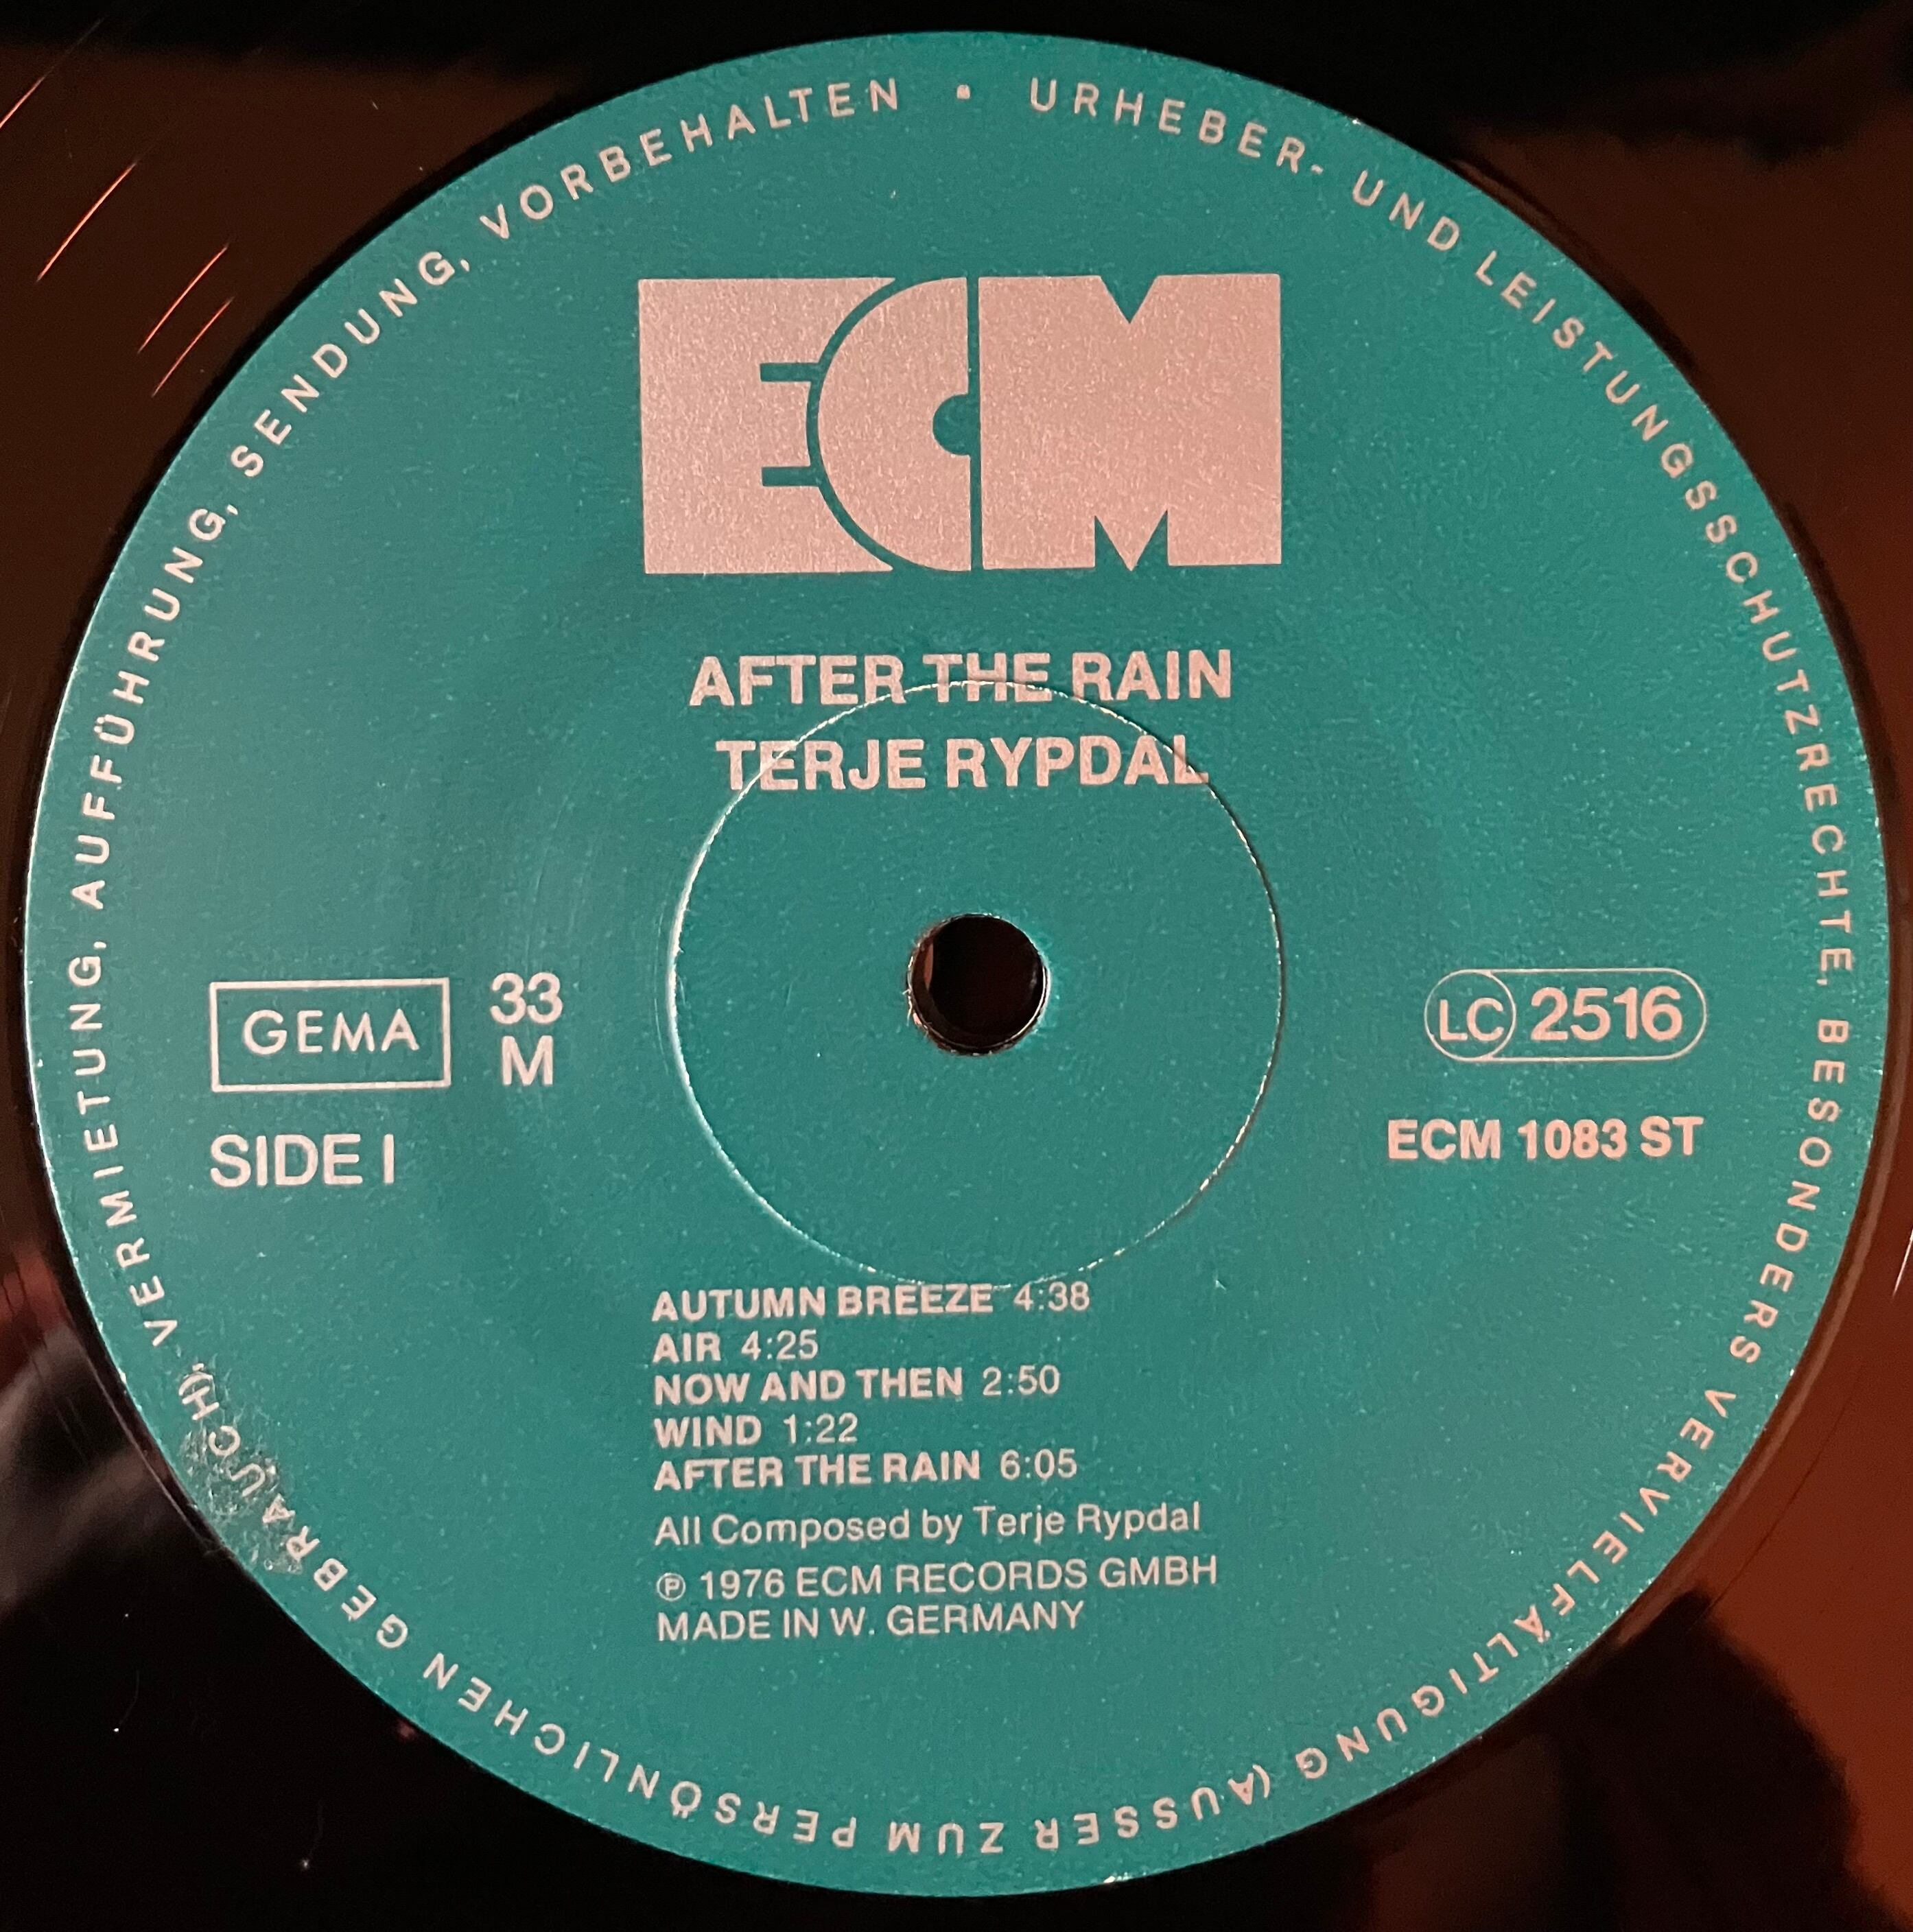 URHEBER- UND LEISTUNGSSCHUTZRECHTE, BESONDERS VERVIELFÄLTIGUNG (AUSSER ZUM PERSÖNLICHEN GEBRAUCH), VERMIETUNG, AUFFÜHRUNG, SENDUNG, VORBEHALTEN •
ECM
AFTER THE RAIN
TERJE RYPDAL
GEMA
33
M
SIDE I
LC 2516
ECM 1083 ST
AUTUMN BREEZE 4:38
AIR 4:25
NOW AND THEN 2:50
WIND 1:22
AFTER THE RAIN 6:05
All Composed by Terje Rypdal
℗ 1976 ECM RECORDS GMBH
MADE IN W. GERMANY